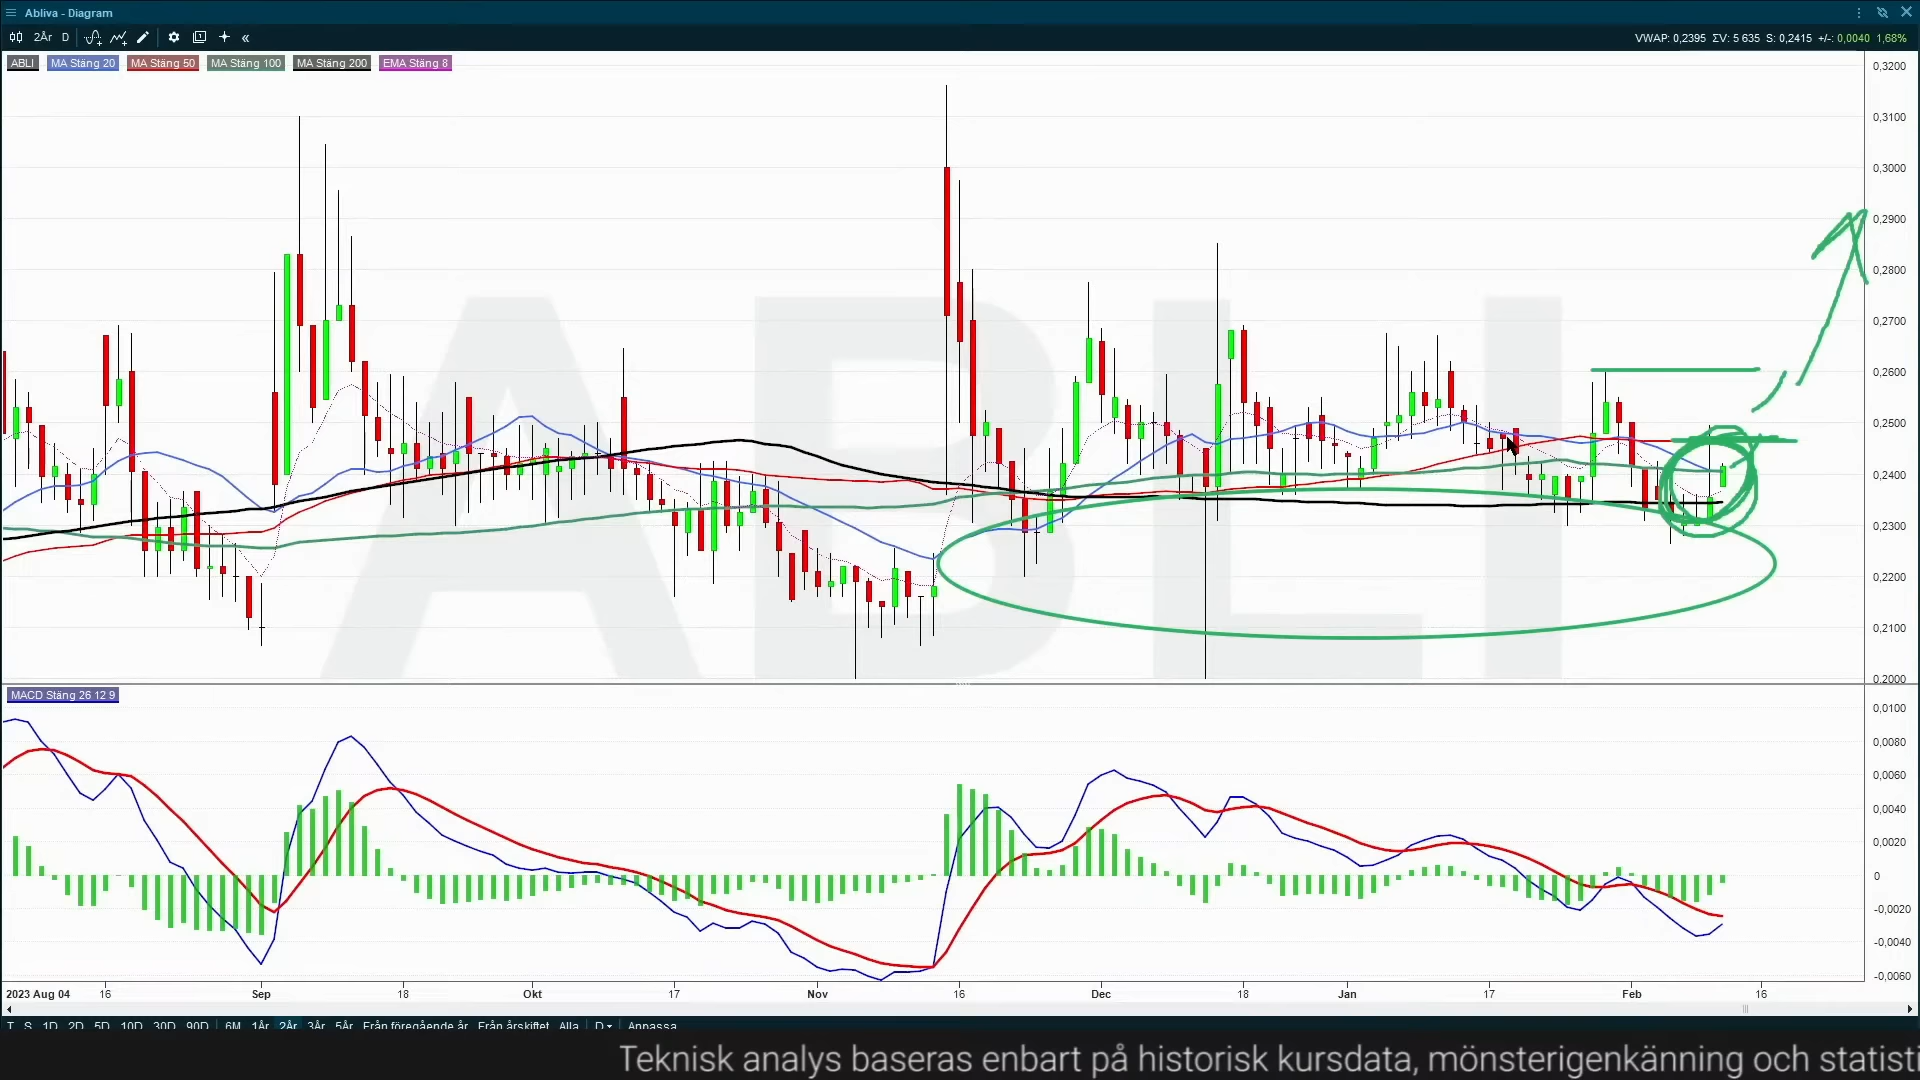 Abliva - Diagram
2År D VWAP: 0,2395 ΣV: 5 635 S: 0,2415 +/-: 0,0040 1,68%
ABLI MA Stäng 20 MA Stäng 50 MA Stäng 100 MA Stäng 200 EMA Stäng 8
0,3200
0,3100
0,3000
0,2900
0,2800
0,2700
0,2600
0,2500
0,2400
0,2300
0,2200
0,2100
0,2000
ABLI
MACD Stäng 26 12 9
0,0100
0,0080
0,0060
0,0040
0,0020
0
-0,0020
-0,0040
-0,0060
2023 Aug 04 16 Sep 18 Okt 17 Nov 16 Dec 18 Jan 17 Feb 16
T S 1D 2D 5D 10D 30D 90D 6M 1År 2År 3År 5År Från föregående år Från årsskiftet Alla D Anpassa
Teknisk analys baseras enbart på historisk kursdata, mönsterigenkänning och statisti